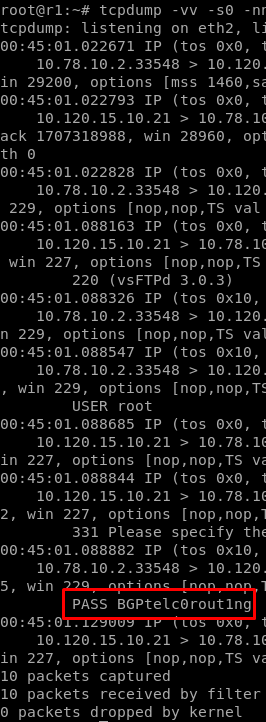 root@r1:~# tcpdump -vv -s0 -nn
tcpdump: listening on eth2, li
00:45:01.022671 IP (tos 0x0, t
10.78.10.2.33548 > 10.120.
in 29200, options [mss 1460,sa
00:45:01.022793 IP (tos 0x0, t
10.120.15.10.21 > 10.78.10
ack 1707318988, win 28960, opt
th 0
00:45:01.022828 IP (tos 0x0, t
10.78.10.2.33548 > 10.120.
229, options [nop,nop,TS val
00:45:01.088163 IP (tos 0x0, t
10.120.15.10.21 > 10.78.10
win 227, options [nop,nop,TS
220 (vsFTPd 3.0.3)
00:45:01.088326 IP (tos 0x10,
10.78.10.2.33548 > 10.120.
n 229, options [nop,nop,TS val
00:45:01.088547 IP (tos 0x10,
10.78.10.2.33548 > 10.120.
, win 229, options [nop,nop,TS
USER root
00:45:01.088685 IP (tos 0x0, t
10.120.15.10.21 > 10.78.10
in 227, options [nop,nop,TS va
00:45:01.088844 IP (tos 0x0, t
10.120.15.10.21 > 10.78.10
2, win 227, options [nop,nop,T
331 Please specify the
00:45:01.088882 IP (tos 0x10,
10.78.10.2.33548 > 10.120.
5, win 229, options [nop,nop,T
PASS BGPtelc0rout1ng
00:45:01.129009 IP (tos 0x0, t
10.120.15.10.21 > 10.78.10
in 227, options [nop,nop,TS va
10 packets captured
10 packets received by filter
0 packets dropped by kernel